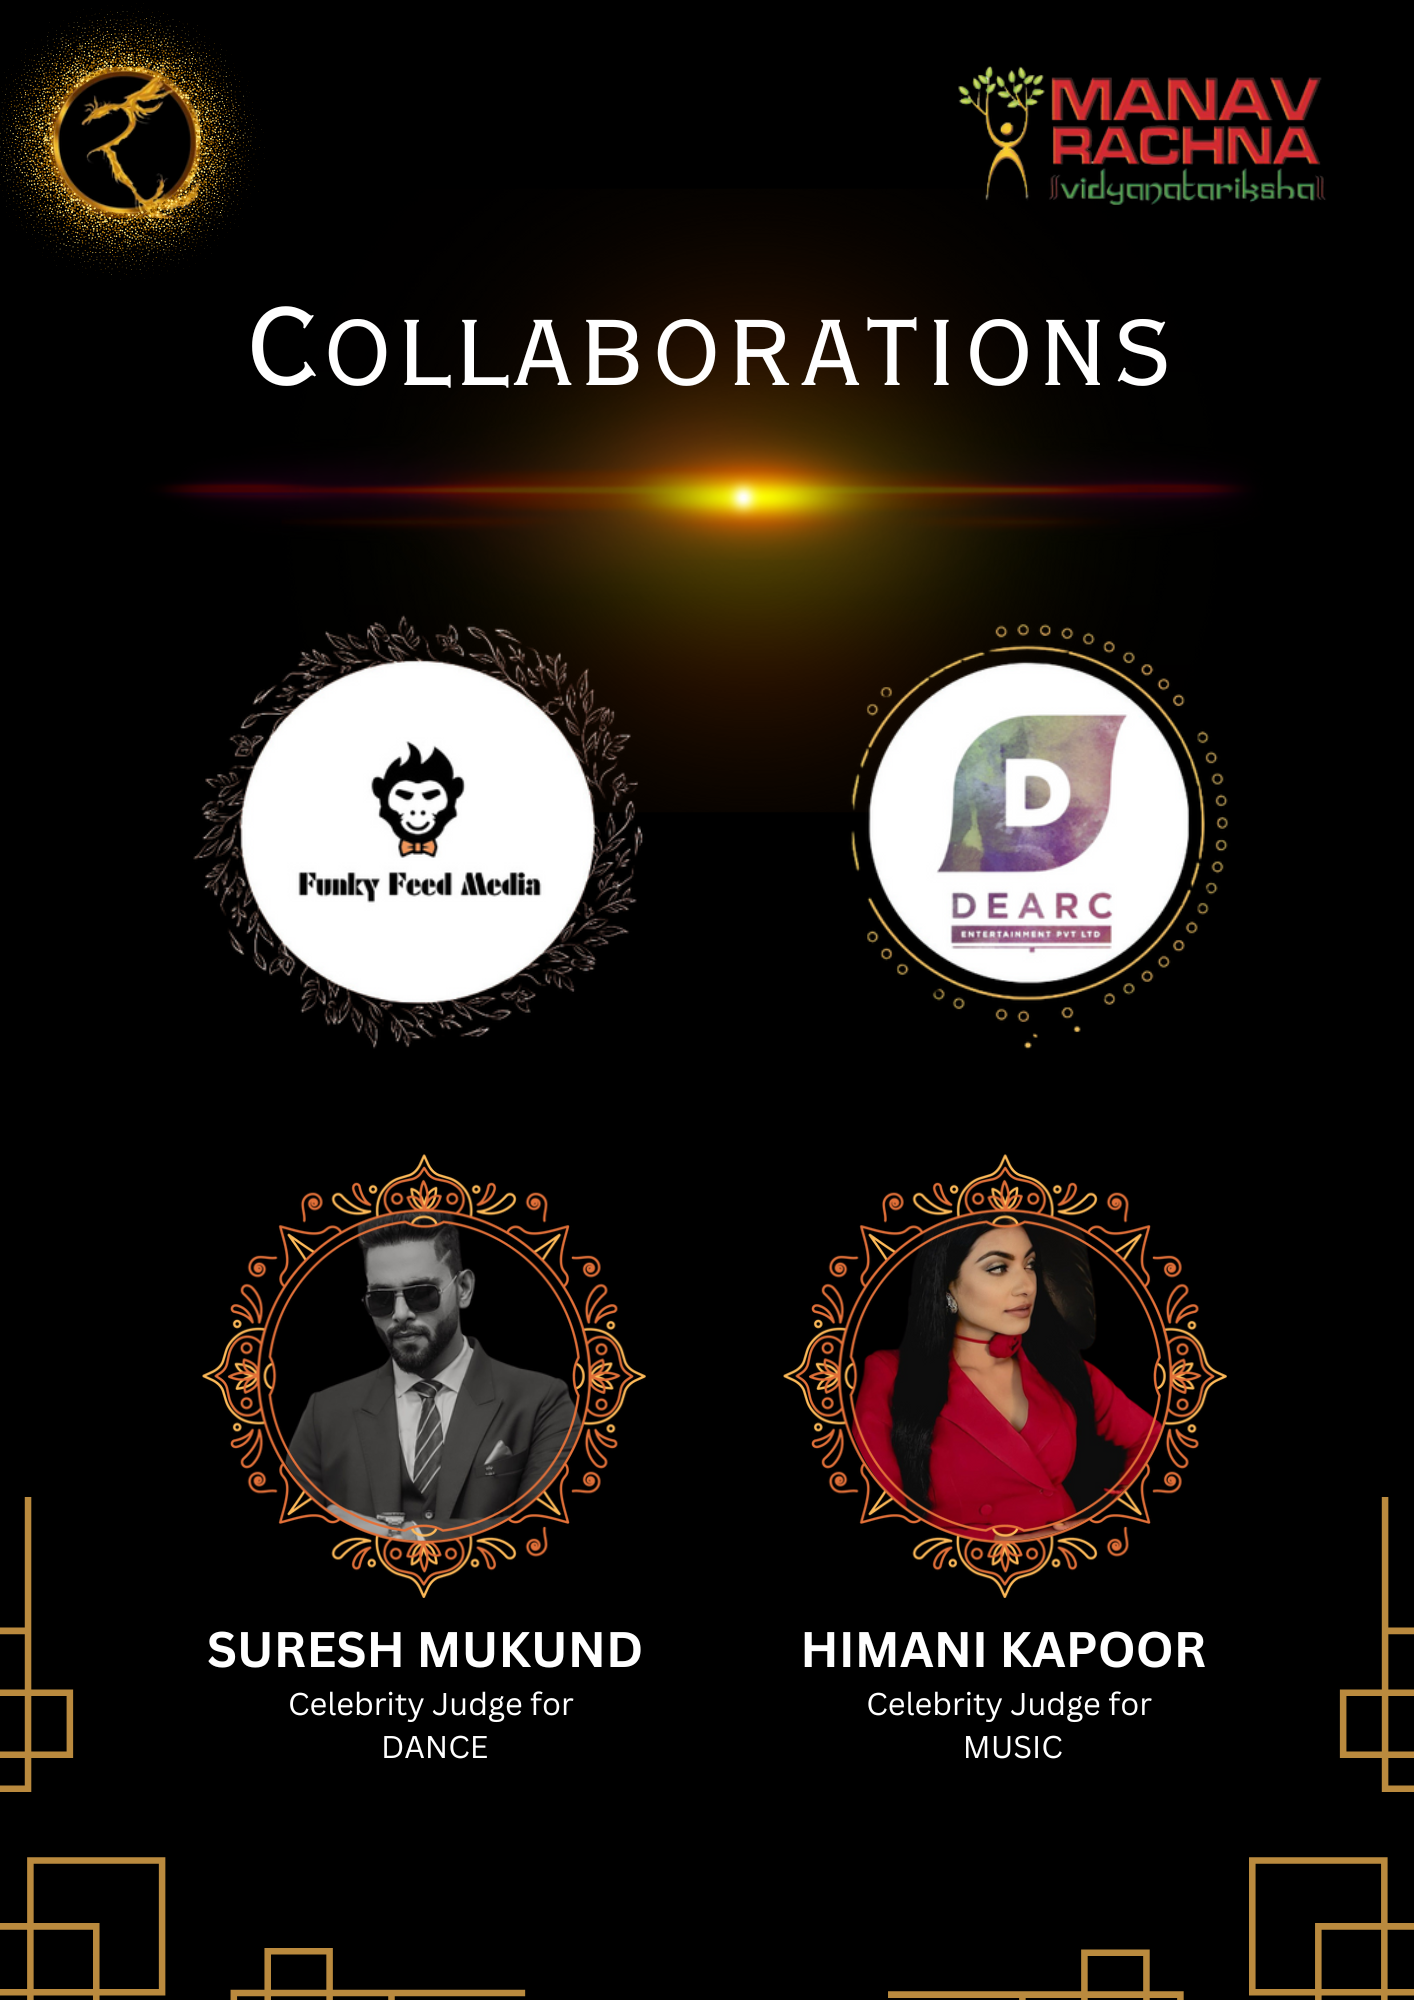 MANAV
RACHNA
vidyanatariksha
COLLABORATIONS
Funky Feed Media
D
DEARC
ENTERTAINMENT PVT LTD
SURESH MUKUND
Celebrity Judge for
DANCE
HIMANI KAPOOR
Celebrity Judge for
MUSIC